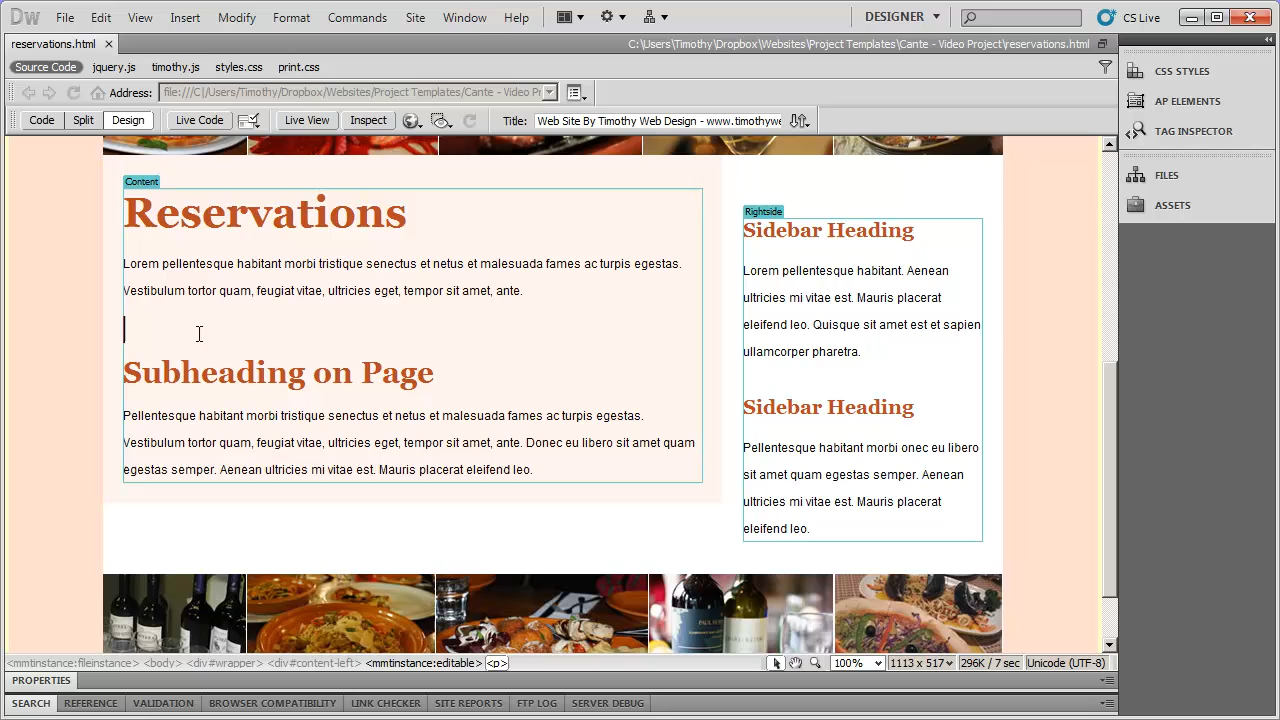 Dw File Edit View Insert Modify Format Commands Site Window Help DESIGNER CS Live
reservations.html C:\Users\Timothy\Dropbox\Websites\Project Templates\Cante - Video Project\reservations.html
Source Code jquery.js timothy.js styles.css print.css
Address: file:///C|/Users/Timothy/Dropbox/Websites/Project Templates/Cante - Video Pr
Code Split Design Live Code Live View Inspect Title: Web Site By Timothy Web Design - www.timothywe
CSS STYLES
AP ELEMENTS
TAG INSPECTOR
FILES
ASSETS
Content
Reservations
Lorem pellentesque habitant morbi tristique senectus et netus et malesuada fames ac turpis egestas.
Vestibulum tortor quam, feugiat vitae, ultricies eget, tempor sit amet, ante.
Subheading on Page
Pellentesque habitant morbi tristique senectus et netus et malesuada fames ac turpis egestas.
Vestibulum tortor quam, feugiat vitae, ultricies eget, tempor sit amet, ante. Donec eu libero sit amet quam
egestas semper. Aenean ultricies mi vitae est. Mauris placerat eleifend leo.
Rightside
Sidebar Heading
Lorem pellentesque habitant. Aenean
ultricies mi vitae est. Mauris placerat
eleifend leo. Quisque sit amet est et sapien
ullamcorper pharetra.
Sidebar Heading
Pellentesque habitant morbi onec eu libero
sit amet quam egestas semper. Aenean
ultricies mi vitae est. Mauris placerat
eleifend leo.
<mmtinstance:fileinstance> <body> <div#wrapper> <div#content-left> <mmtinstance:editable> <p> 100% 1113 x 517 296K / 7 sec Unicode (UTF-8)
PROPERTIES
SEARCH REFERENCE VALIDATION BROWSER COMPATIBILITY LINK CHECKER SITE REPORTS FTP LOG SERVER DEBUG